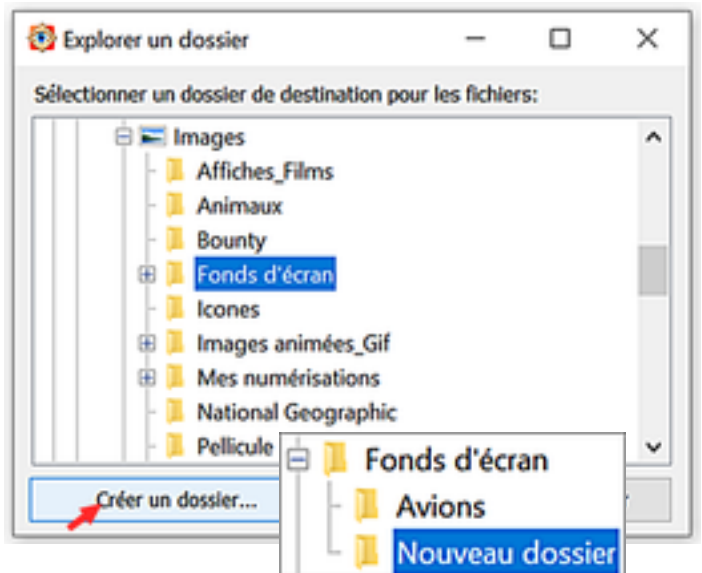 Explorer un dossier
Sélectionner un dossier de destination pour les fichiers:
Images
Affiches_Films
Animaux
Bounty
Fonds d'écran
Icones
Images animées_Gif
Mes numérisations
National Geographic
Pellicule
Créer un dossier...
Fonds d'écran
Avions
Nouveau dossier